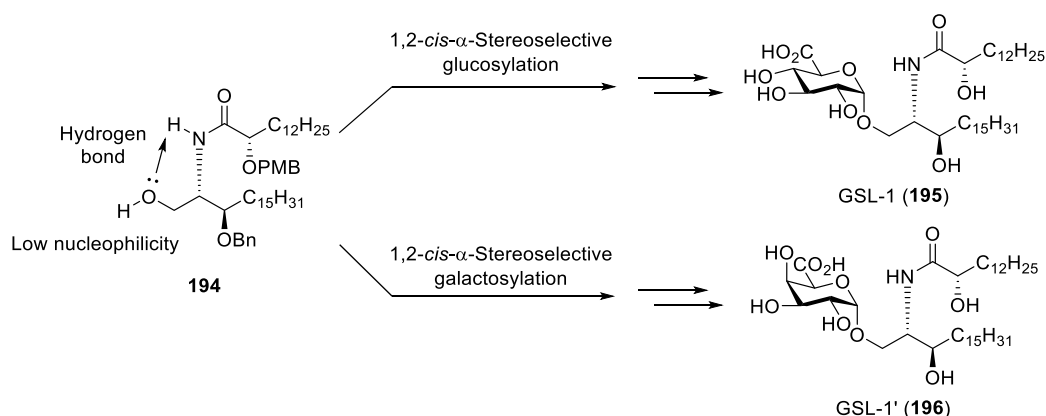 1,2-cis-α-Stereoselective
glucosylation
Hydrogen
bond
H
N
O
C12H25
OPMB
H
O
C15H31
OBn
Low nucleophilicity
194
HO2C
O
HO
HO
HO
O
HN
O
C12H25
OH
C15H31
OH
GSL-1 (195)
1,2-cis-α-Stereoselective
galactosylation
HO
CO2H
O
HO
HO
O
HN
O
C12H25
OH
C15H31
OH
GSL-1' (196)